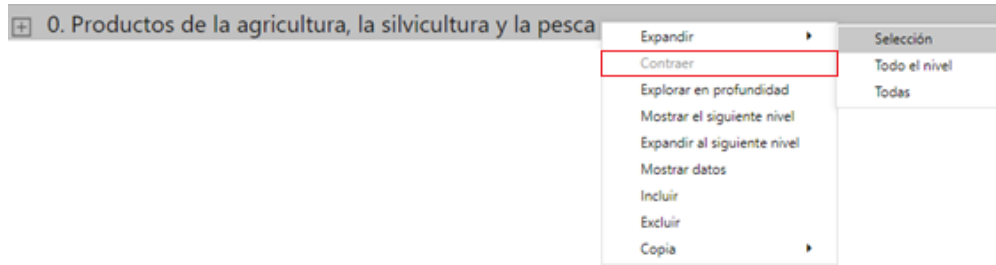 0. Productos de la agricultura, la silvicultura y la pesca
Expandir
Contraer
Explorar en profundidad
Mostrar el siguiente nivel
Expandir al siguiente nivel
Mostrar datos
Incluir
Excluir
Copia
Selección
Todo el nivel
Todas